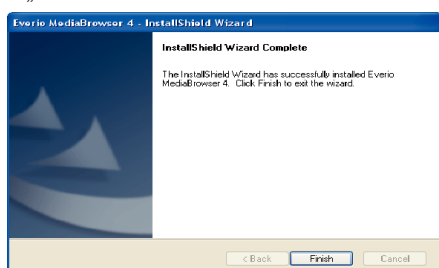 Everio MediaBrowser 4 - InstallShield Wizard
InstallShield Wizard Complete
The InstallShield Wizard has successfully installed Everio
MediaBrowser 4. Click Finish to exit the wizard.
< Back
Finish
Cancel